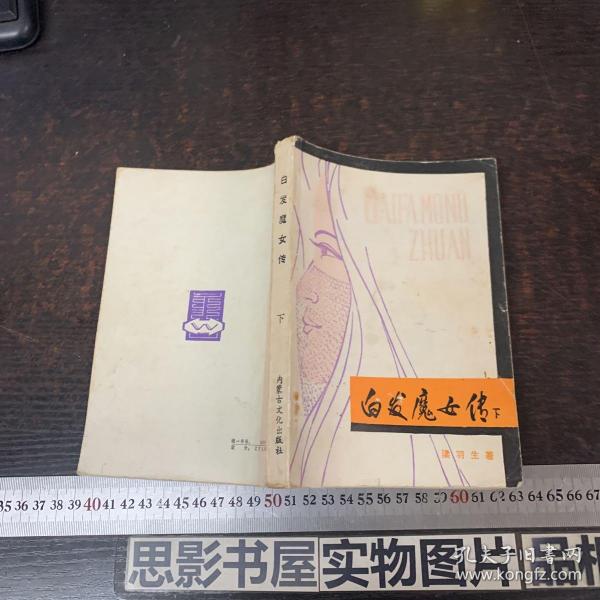 白发魔女传
下
内蒙古文化出版社
BAIFAMONU
ZHUAN
白发魔女传下
梁羽生著
35 36 37 38 39 40 41 42 43 44 45 46 47 48 49 50 51 52 53 54 55 56 57 58 59 60 61 62 63 64 65 66 67
思影书屋实物图片 品相
孔夫子旧书网
www.kongfz.com